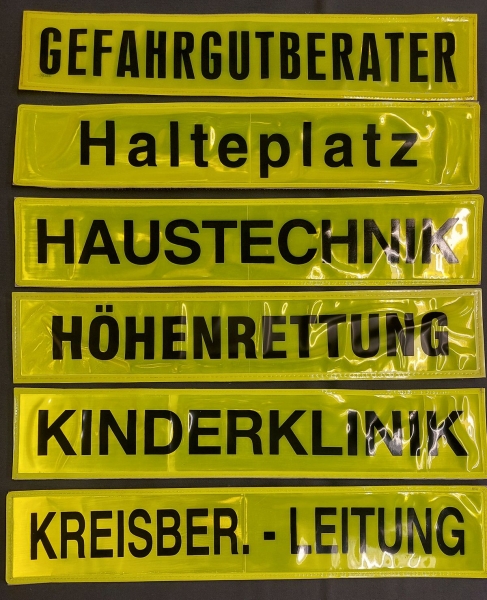 GEFAHRGUTBERATER
Halteplatz
HAUSTECHNIK
HÖHENRETTUNG
KINDERKLINIK
KREISBER. - LEITUNG